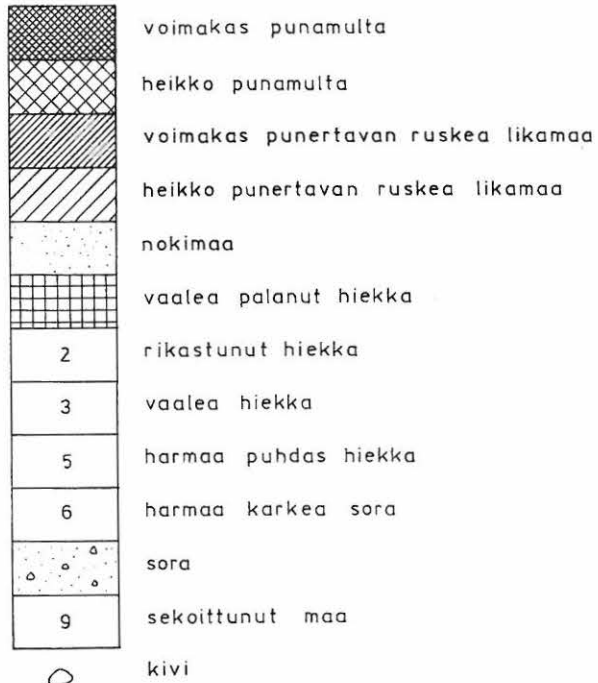 voimakas punamulta
heikko punamulta
voimakas punertavan ruskea likamaa
heikko punertavan ruskea likamaa
nokimaa
vaalea palanut hiekka
2 rikastunut hiekka
3 vaalea hiekka
5 harmaa puhdas hiekka
6 harmaa karkea sora
sora
9 sekoittunut maa
kivi